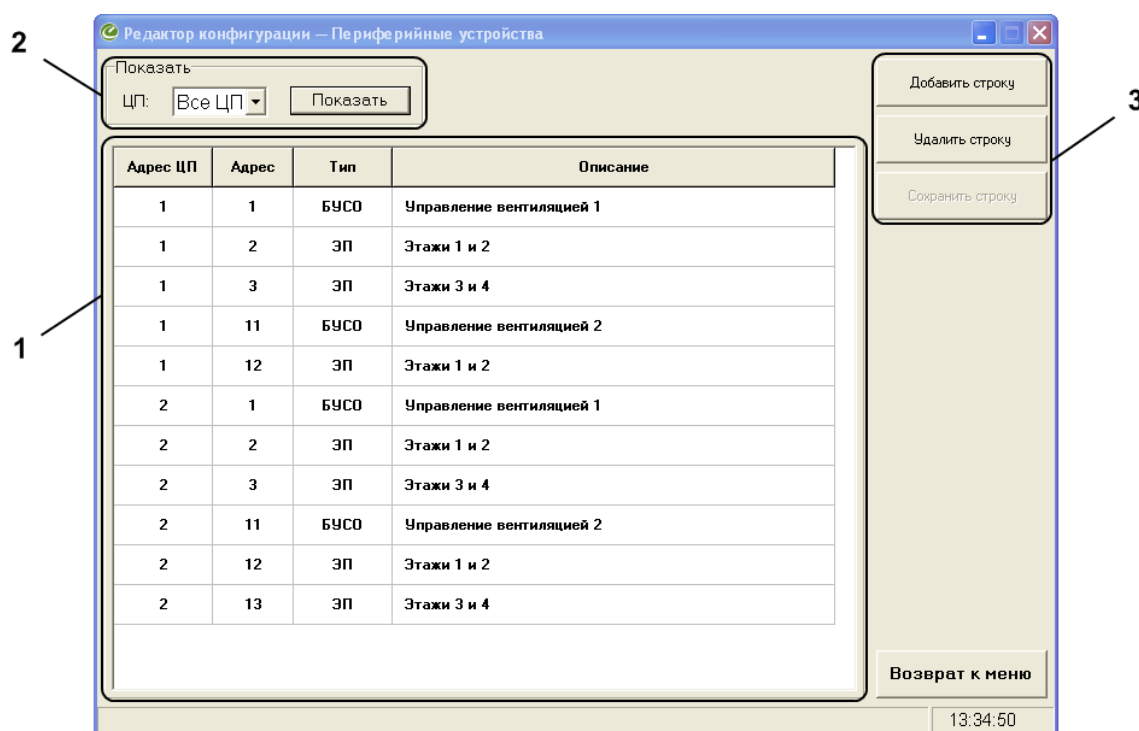 Редактор конфигурации — Периферийные устройства
2
Показать
ЦП: Все ЦП Показать
Добавить строку
3
Удалить строку
Сохранить строку
Адрес ЦП Адрес Тип Описание
1 1 БУСО Управление вентиляцией 1
1 2 ЭП Этажи 1 и 2
1 3 ЭП Этажи 3 и 4
1 11 БУСО Управление вентиляцией 2
1
1 12 ЭП Этажи 1 и 2
2 1 БУСО Управление вентиляцией 1
2 2 ЭП Этажи 1 и 2
2 3 ЭП Этажи 3 и 4
2 11 БУСО Управление вентиляцией 2
2 12 ЭП Этажи 1 и 2
2 13 ЭП Этажи 3 и 4
Возврат к меню
13:34:50